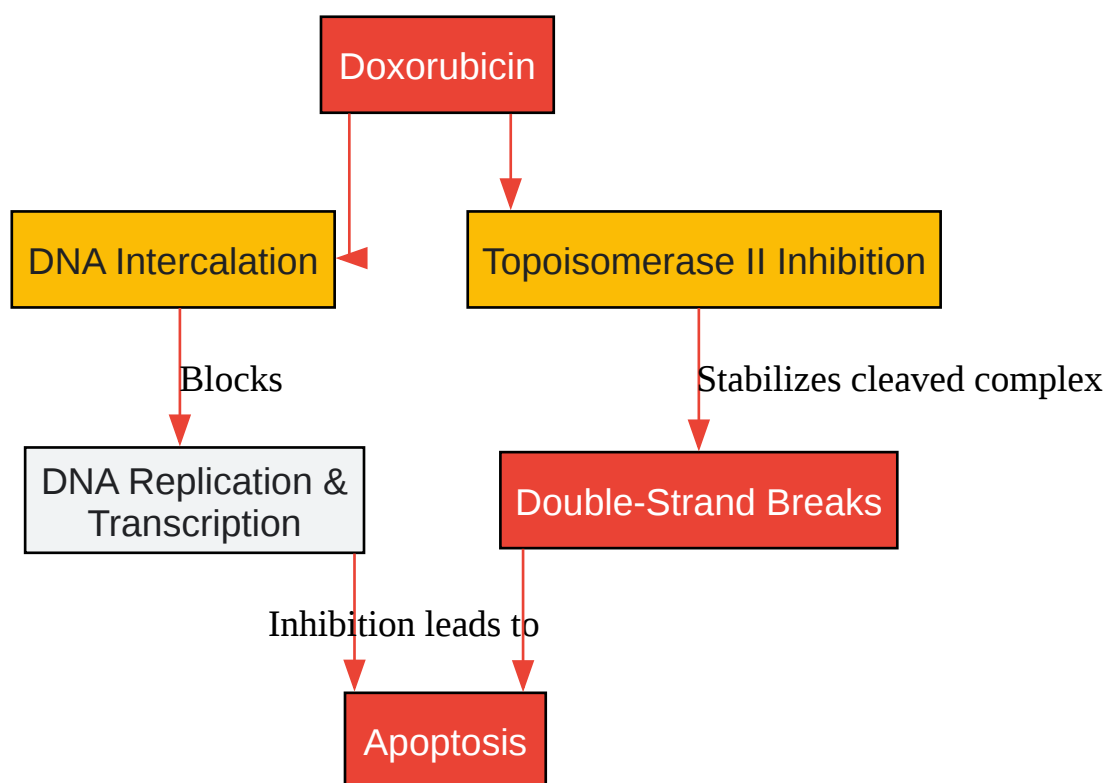 Doxorubicin
DNA Intercalation
Topoisomerase II Inhibition
Blocks
Stabilizes cleaved complex
DNA Replication &
Transcription
Double-Strand Breaks
Inhibition leads to
Apoptosis